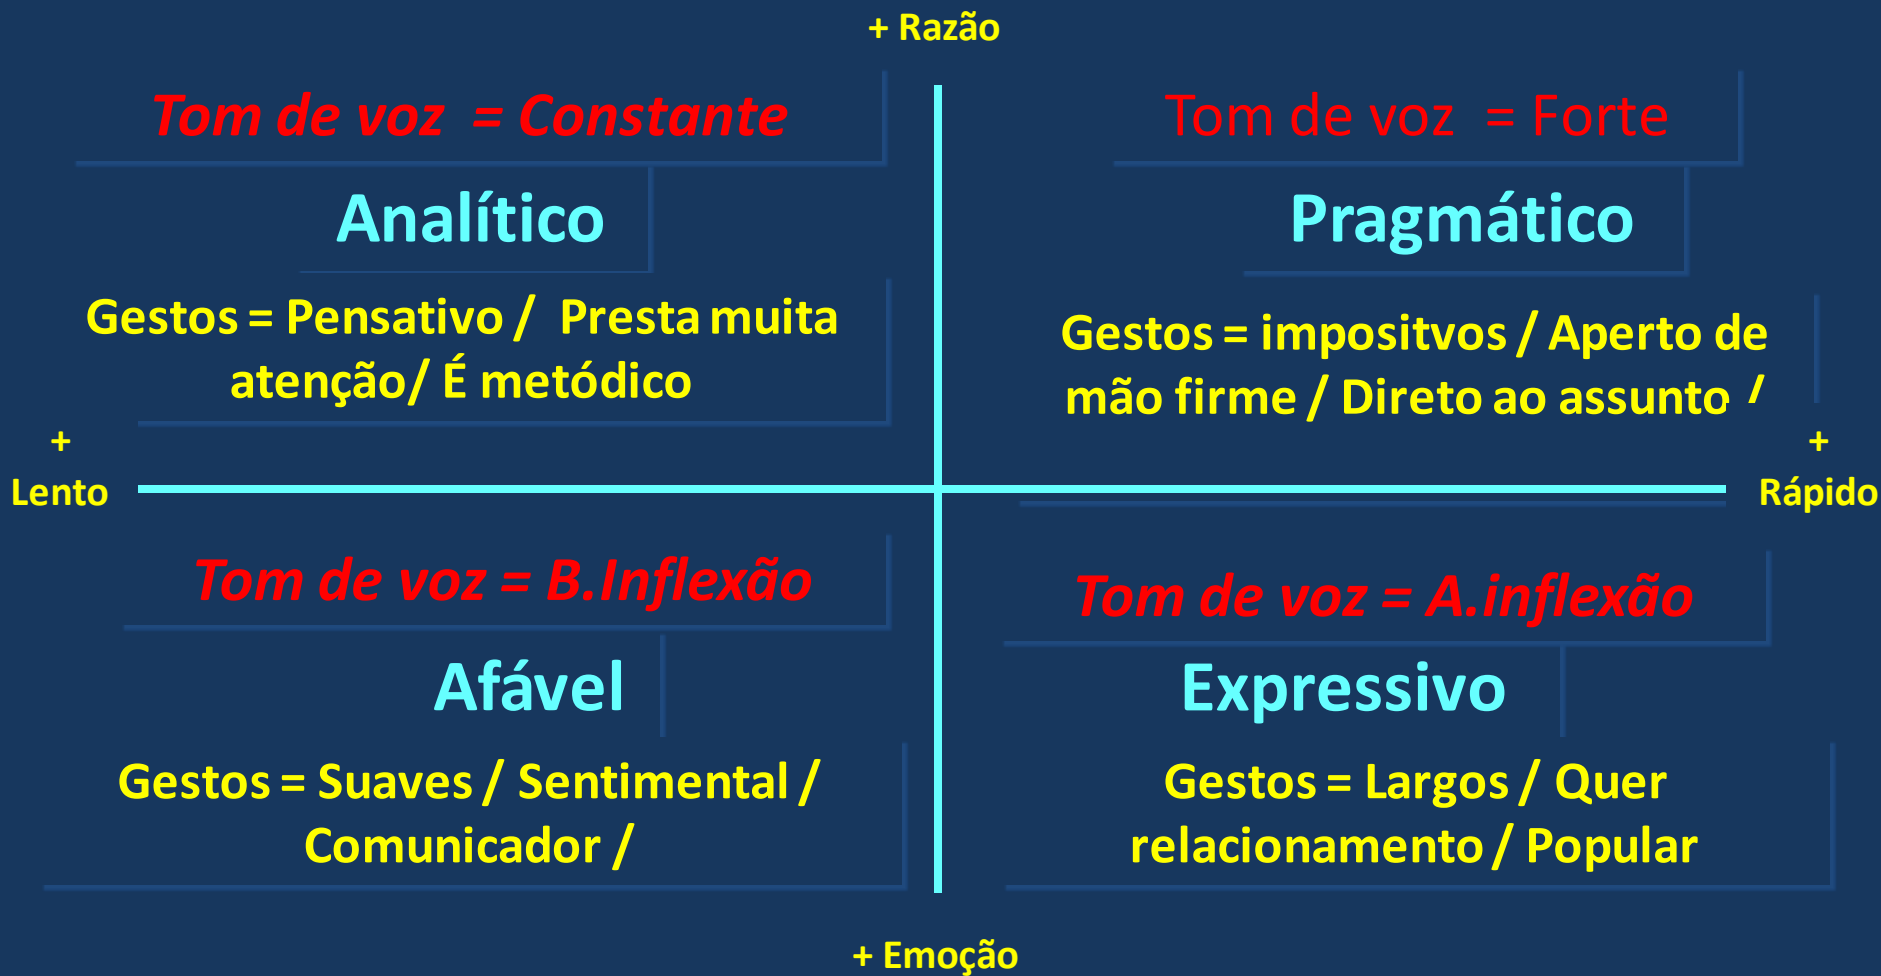 + Razão
Tom de voz = Constante
Tom de voz = Forte
Analítico
Pragmático
Gestos = Pensativo / Presta muita
atenção/ É metódico
Gestos = impositvos / Aperto de
mão firme / Direto ao assunto /
+
Lento
+
Rápido
Tom de voz = B.Inflexão
Tom de voz = A.inflexão
Afável
Expressivo
Gestos = Suaves / Sentimental /
Comunicador /
Gestos = Largos / Quer
relacionamento / Popular
+ Emoção